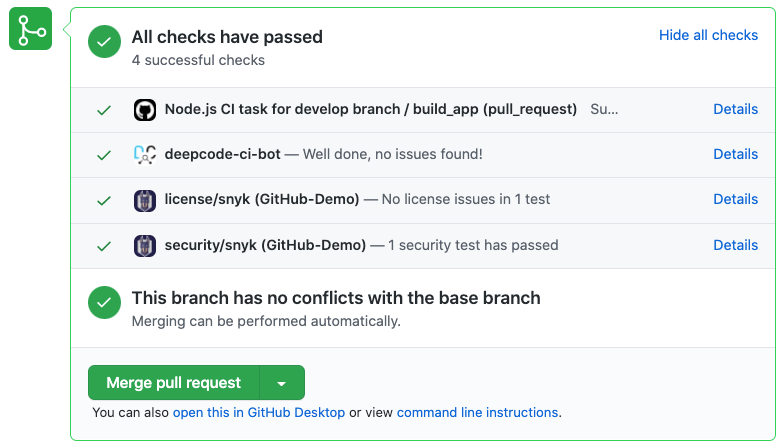 All checks have passed
Hide all checks
4 successful checks
Node.js CI task for develop branch / build_app (pull_request) Su... Details
deepcode-ci-bot — Well done, no issues found! Details
license/snyk (GitHub-Demo) — No license issues in 1 test Details
security/snyk (GitHub-Demo) — 1 security test has passed Details
This branch has no conflicts with the base branch
Merging can be performed automatically.
Merge pull request
You can also open this in GitHub Desktop or view command line instructions.